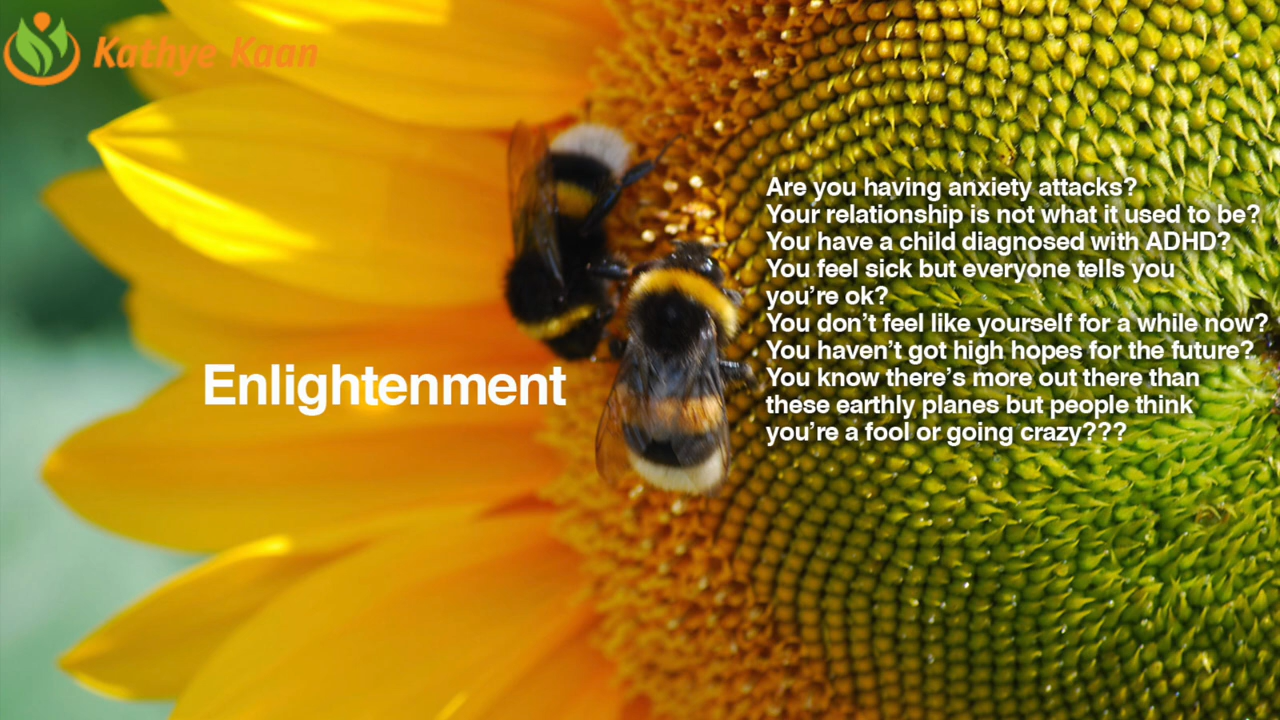 Kathye Kaan
Are you having anxiety attacks?
Your relationship is not what it used to be?
You have a child diagnosed with ADHD?
You feel sick but everyone tells you
you’re ok?
You don’t feel like yourself for a while now?
You haven’t got high hopes for the future?
You know there’s more out there than
these earthly planes but people think
you’re a fool or going crazy???
Enlightenment